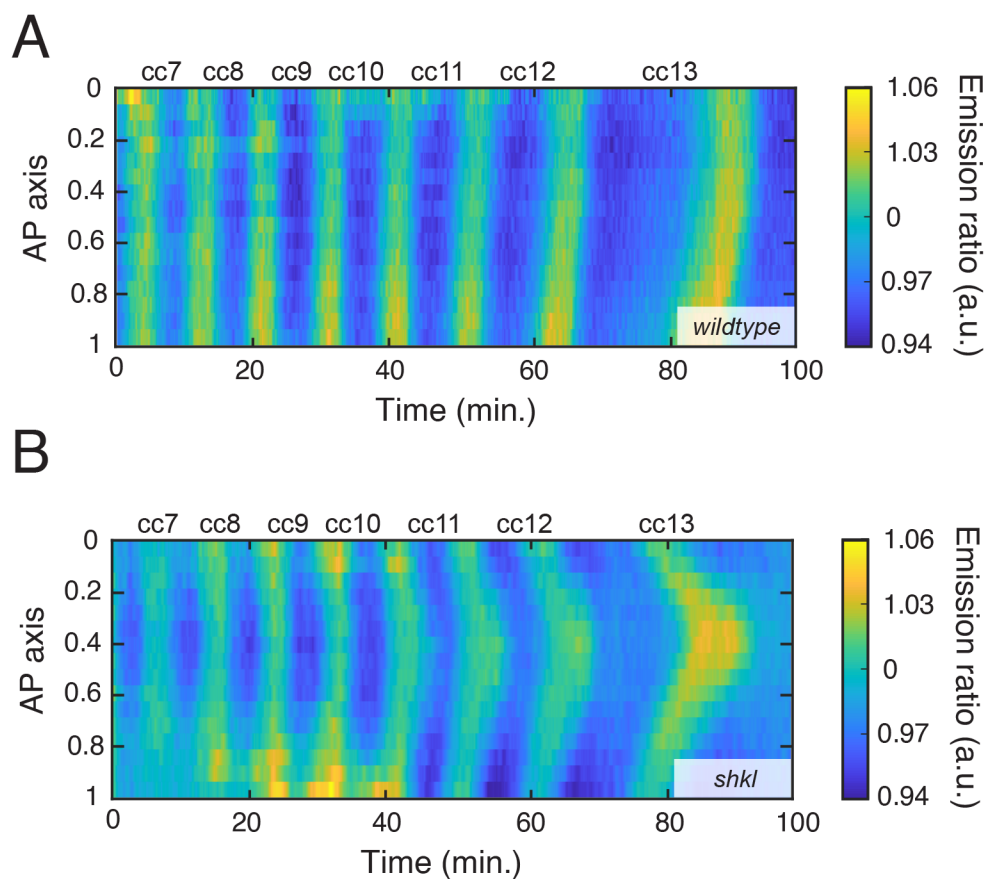 A
cc7 cc8 cc9 cc10 cc11 cc12 cc13
0
0.2
0.4
0.6
0.8
1
AP axis
wildtype
0 20 40 60 80 100
Time (min.)
1.06
1.03
0
0.97
0.94
Emission ratio (a.u.)
B
cc7 cc8 cc9 cc10 cc11 cc12 cc13
0
0.2
0.4
0.6
0.8
1
AP axis
shkl
0 20 40 60 80 100
Time (min.)
1.06
1.03
0
0.97
0.94
Emission ratio (a.u.)